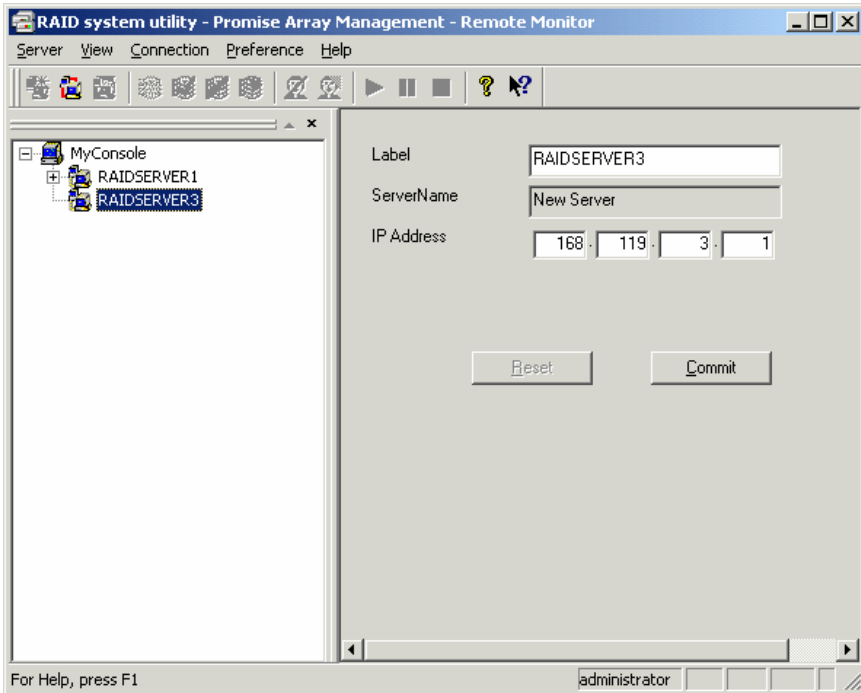 RAID system utility - Promise Array Management - Remote Monitor
Server View Connection Preference Help
MyConsole
RAIDSERVER1
RAIDSERVER3
Label RAIDSERVER3
ServerName New Server
IP Address 168 . 119 . 3 . 1
Reset Commit
For Help, press F1 administrator